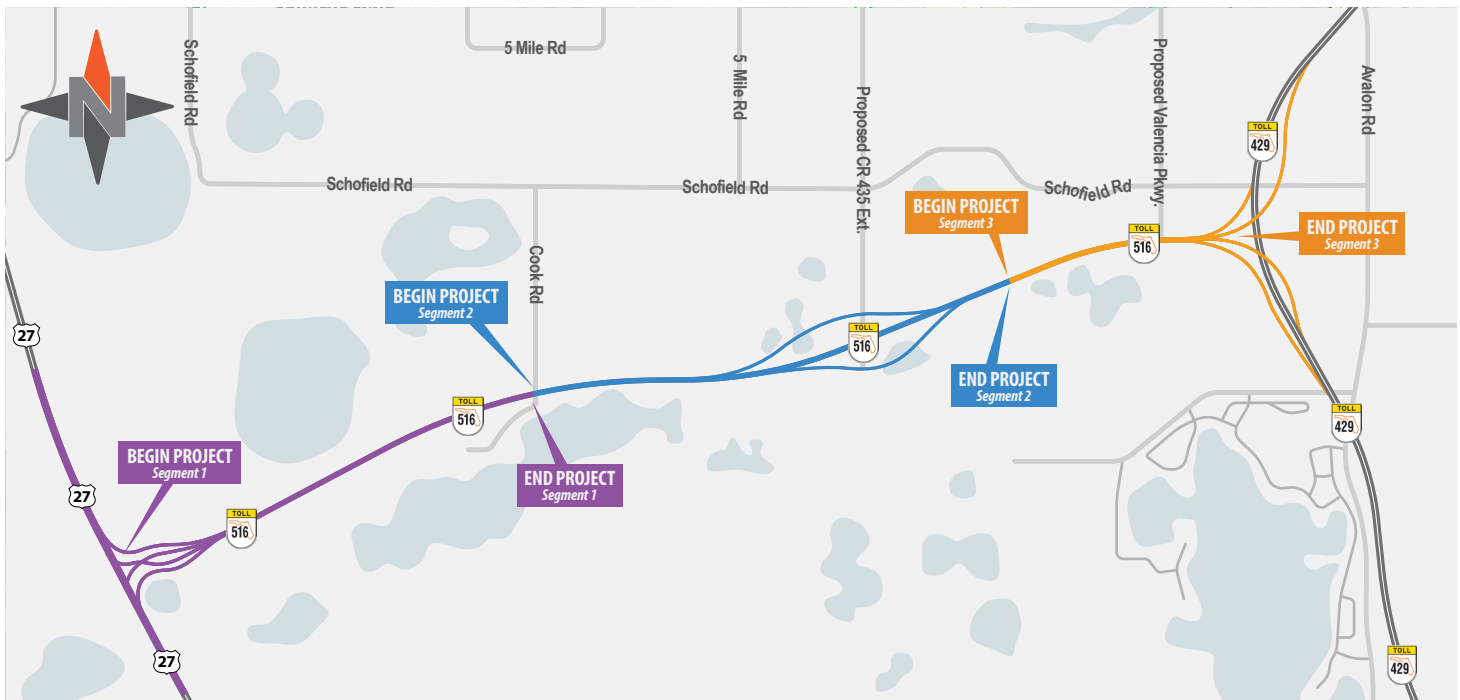 5 Mile Rd
Schofield Rd
5 Mile Rd
Proposed CR 435 Ext.
Proposed Valencia Pkwy.
Avalon Rd
N
TOLL
429
Schofield Rd
Schofield Rd
Schofield Rd
BEGIN PROJECT
Segment 3
END PROJECT
Segment 3
TOLL
516
Cook Rd
BEGIN PROJECT
Segment 2
27
TOLL
516
END PROJECT
Segment 2
TOLL
516
TOLL
429
BEGIN PROJECT
Segment 1
END PROJECT
Segment 1
27
TOLL
516
27
TOLL
429